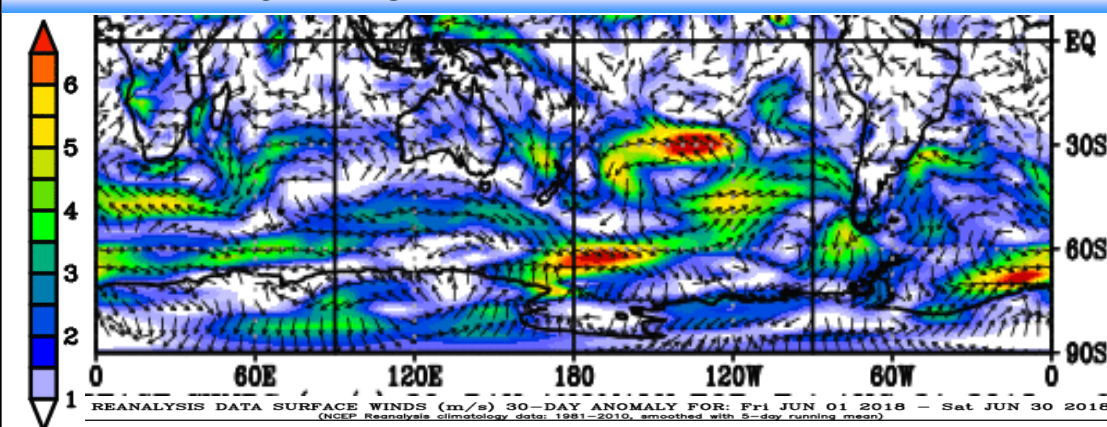 6
5
4
3
2
1
EQ
30S
60S
90S
0 60E 120E 180 120W 60W 0
REANALYSIS DATA SURFACE WINDS (m/s) 30-DAY ANOMALY FOR: Fri JUN 01 2018 - Sat JUN 30 2018
(NCEP Reanalysis climatology data: 1981-2010, smoothed with 5-day running mean)